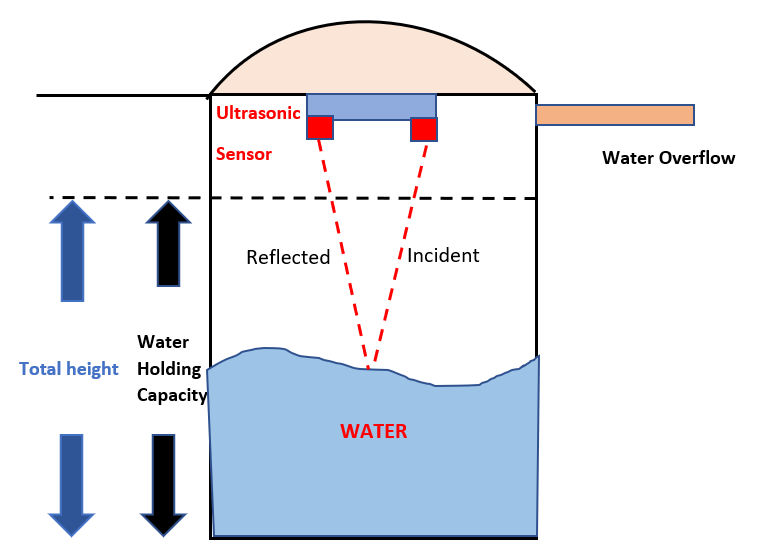 Ultrasonic
Sensor
Water Overflow
Reflected
Incident
Total height
Water
Holding
Capacity
WATER